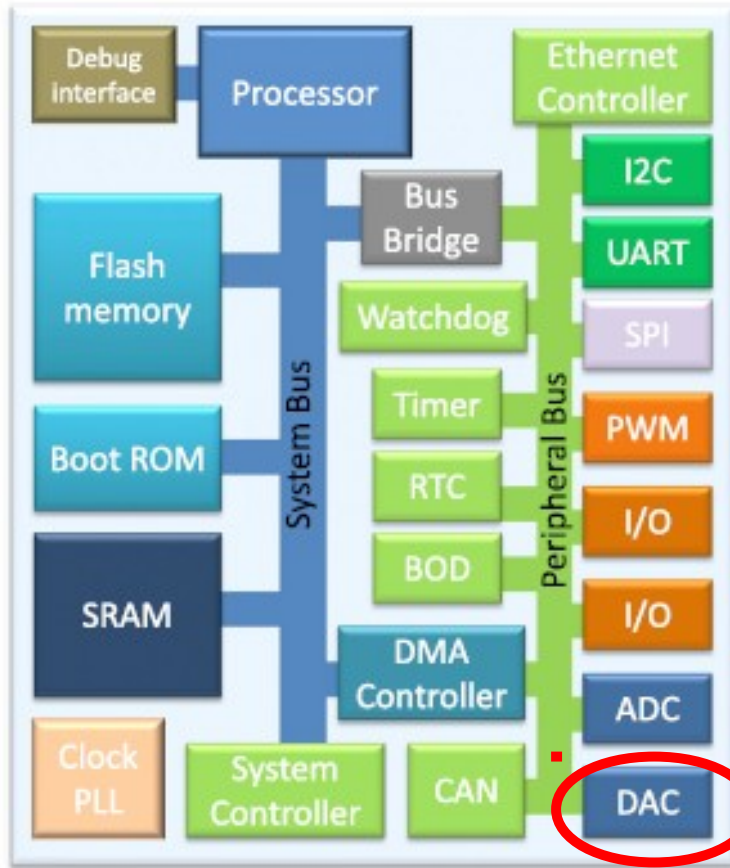 Debug
interface
Processor
Ethernet
Controller
I2C
Bus
Bridge
UART
Flash
memory
Watchdog
SPI
System Bus
Peripheral Bus
Timer
PWM
Boot ROM
RTC
I/O
BOD
SRAM
I/O
DMA
Controller
ADC
Clock
PLL
System
Controller
CAN
DAC